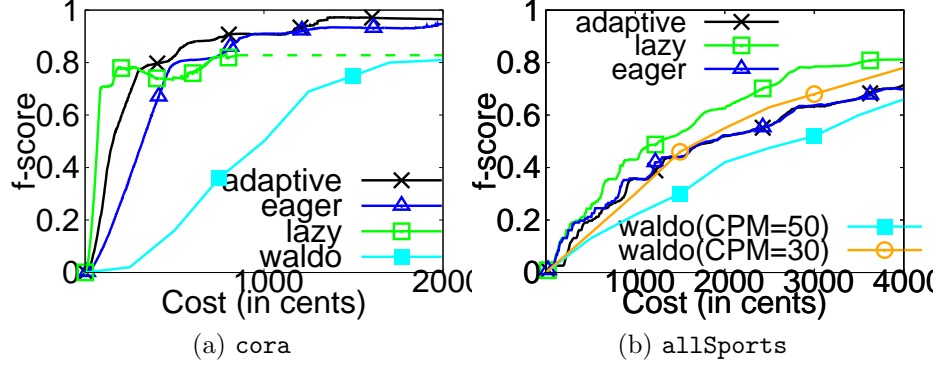 1
0.8
0.6
0.4
0.2
0
f-score
adaptive
eager
lazy
waldo
0
1000
2000
Cost (in cents)
(a) cora
1
0.8
0.6
0.4
0.2
0
f-score
adaptive
lazy
eager
waldo(CPM=50)
waldo(CPM=30)
0
1000
2000
3000
4000
Cost (in cents)
(b) allSports